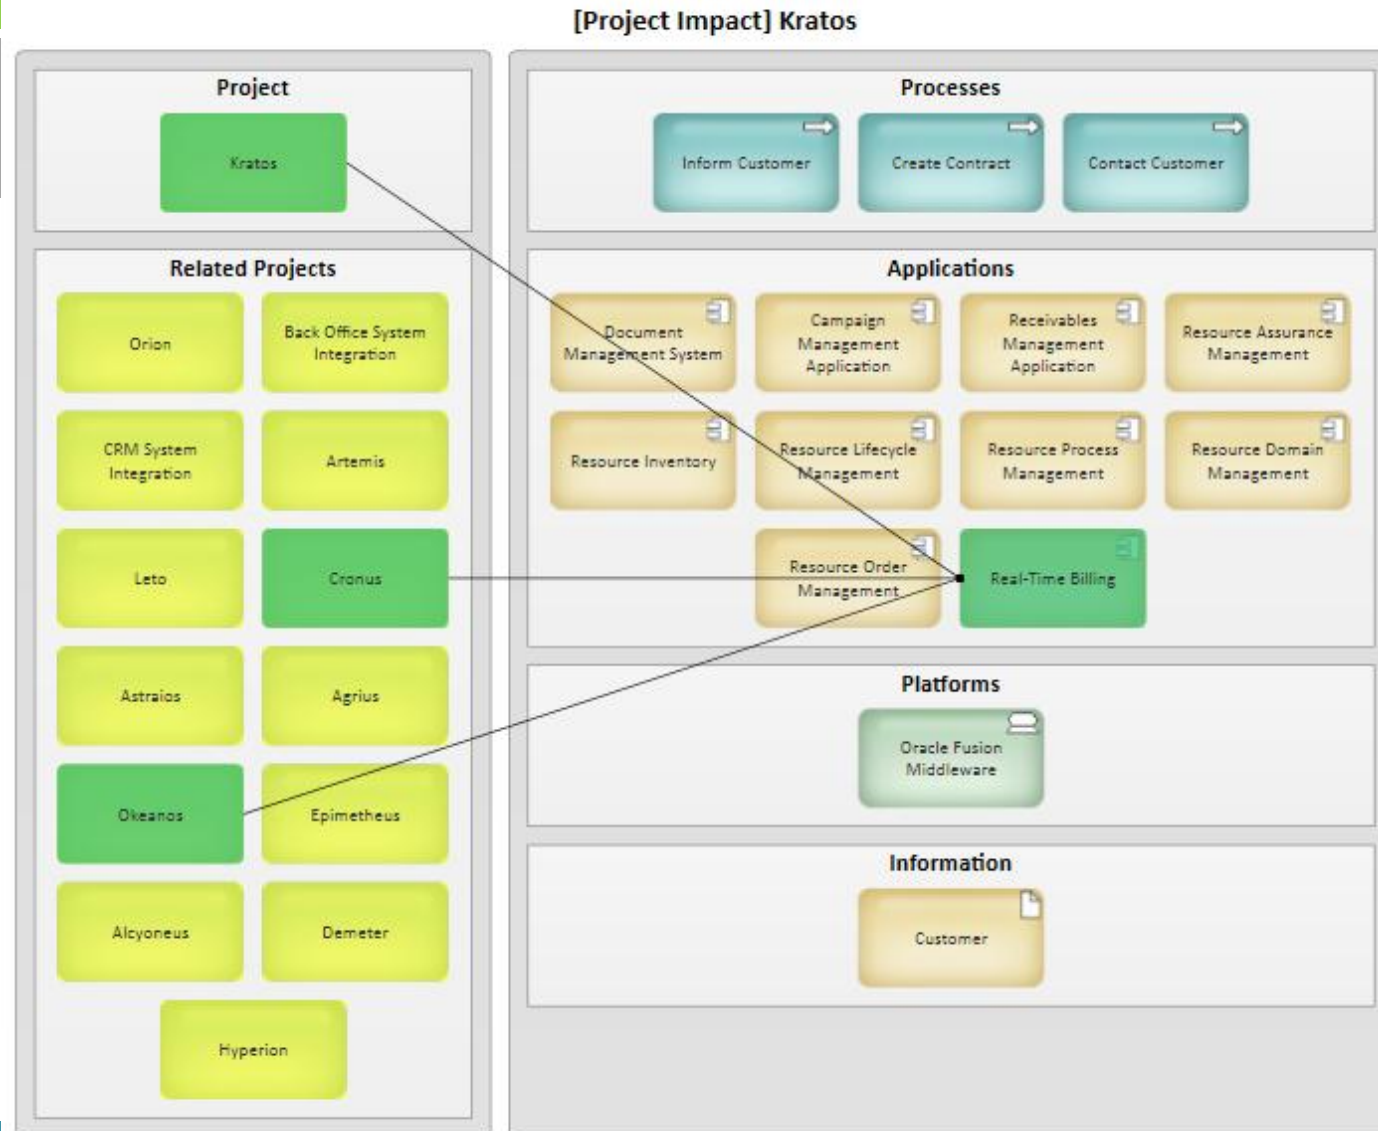 [Project Impact] Kratos
Project
Kratos
Related Projects
Orion
Back Office System
Integration
CRM System
Integration
Artemis
Leto
Cronus
Astraios
Agrius
Okeanos
Epimetheus
Alcyoneus
Demeter
Hyperion
Processes
Inform Customer
Create Contract
Contact Customer
Applications
Document
Management System
Campaign
Management
Application
Receivables
Management
Application
Resource Assurance
Management
Resource Inventory
Resource Lifecycle
Management
Resource Process
Management
Resource Domain
Management
Resource Order
Management
Real-Time Billing
Platforms
Oracle Fusion
Middleware
Information
Customer